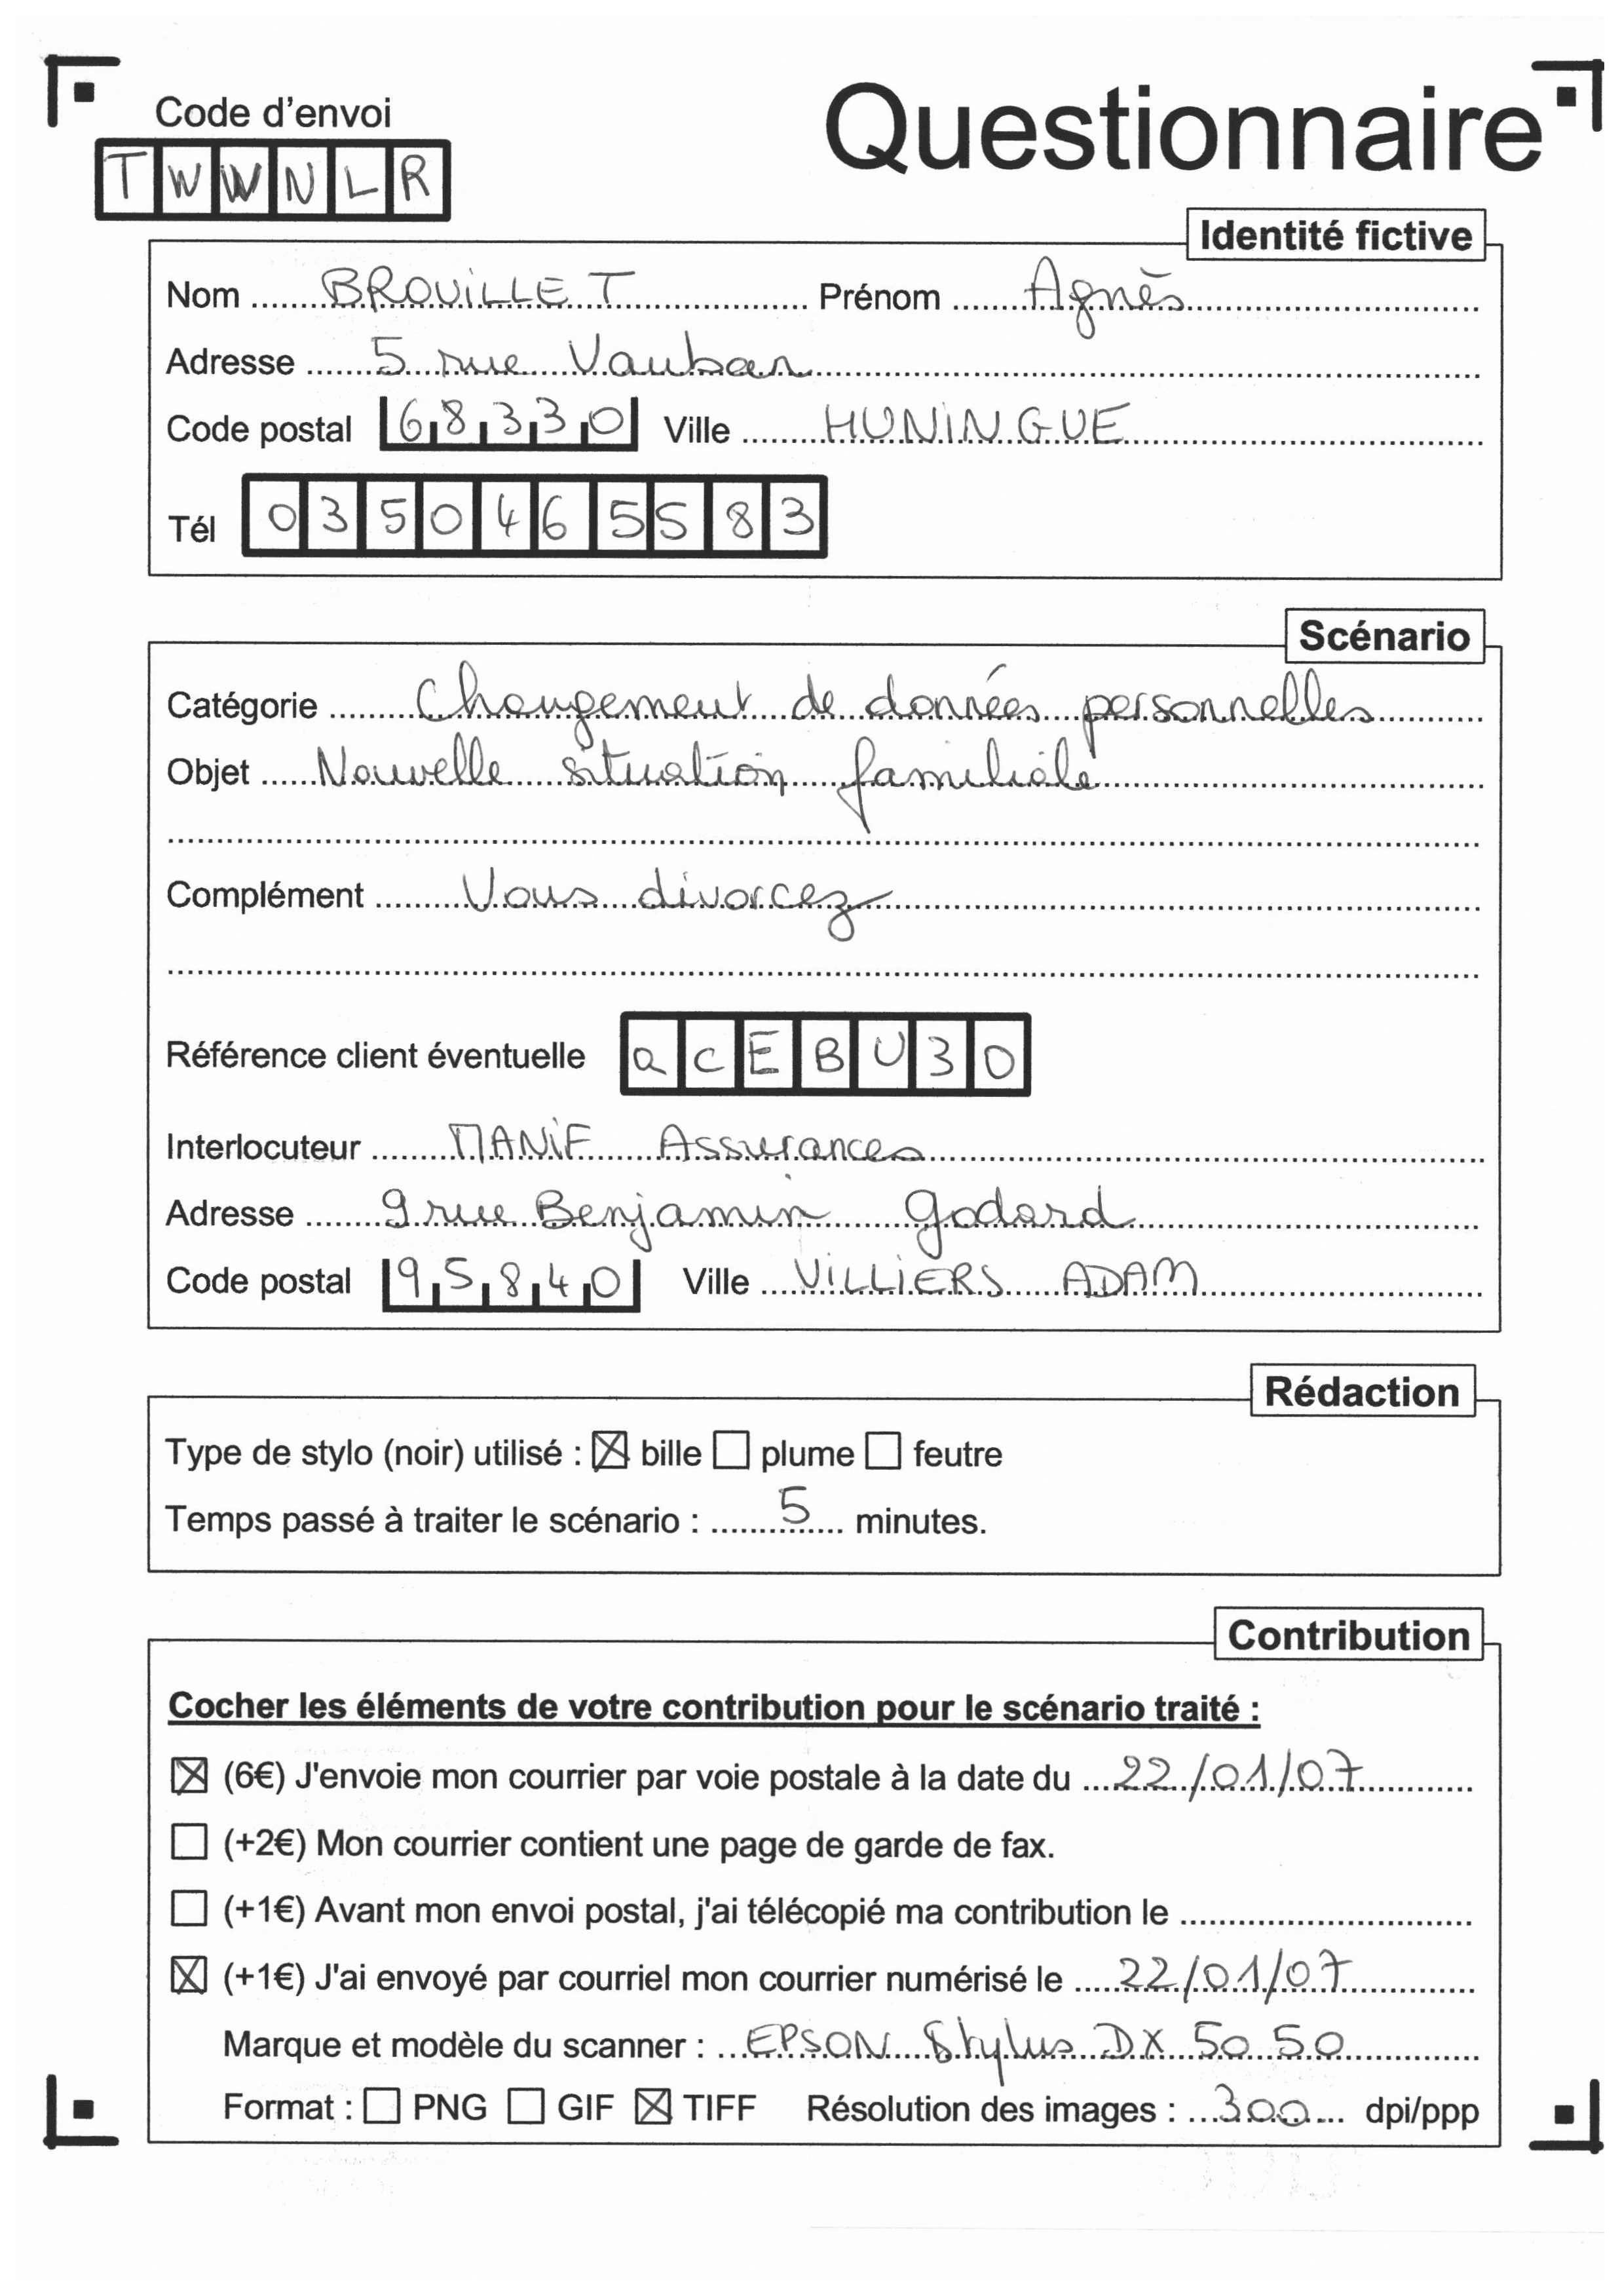 Code d'envoi
Questionnaire
TWWNLR
Identité fictive
Nom BROUILLET Prénom Agnès
Adresse 5 rue Vauban
Code postal 68330 Ville HUNINGUE
Tél 0350465583
Scénario
Catégorie Changement de données personnelles
Objet Nouvelle situation familiale
Complément Vous divorcez
Référence client éventuelle QCEBU30
Interlocuteur MANIF Assurances
Adresse 9 rue Benjamin Godard
Code postal 95840 Ville VILLIERS ADAM
Rédaction
Type de stylo (noir) utilisé : ☒ bille ☐ plume ☐ feutre
Temps passé à traiter le scénario : 5 minutes.
Contribution
Cocher les éléments de votre contribution pour le scénario traité :
☒ (6€) J'envoie mon courrier par voie postale à la date du 22/01/07
☐ (+2€) Mon courrier contient une page de garde de fax.
☐ (+1€) Avant mon envoi postal, j'ai télécopié ma contribution le
☒ (+1€) J'ai envoyé par courriel mon courrier numérisé le 22/01/07
Marque et modèle du scanner : EPSON Stylus DX 5050
Format : ☐ PNG ☐ GIF ☒ TIFF Résolution des images : 300 dpi/ppp